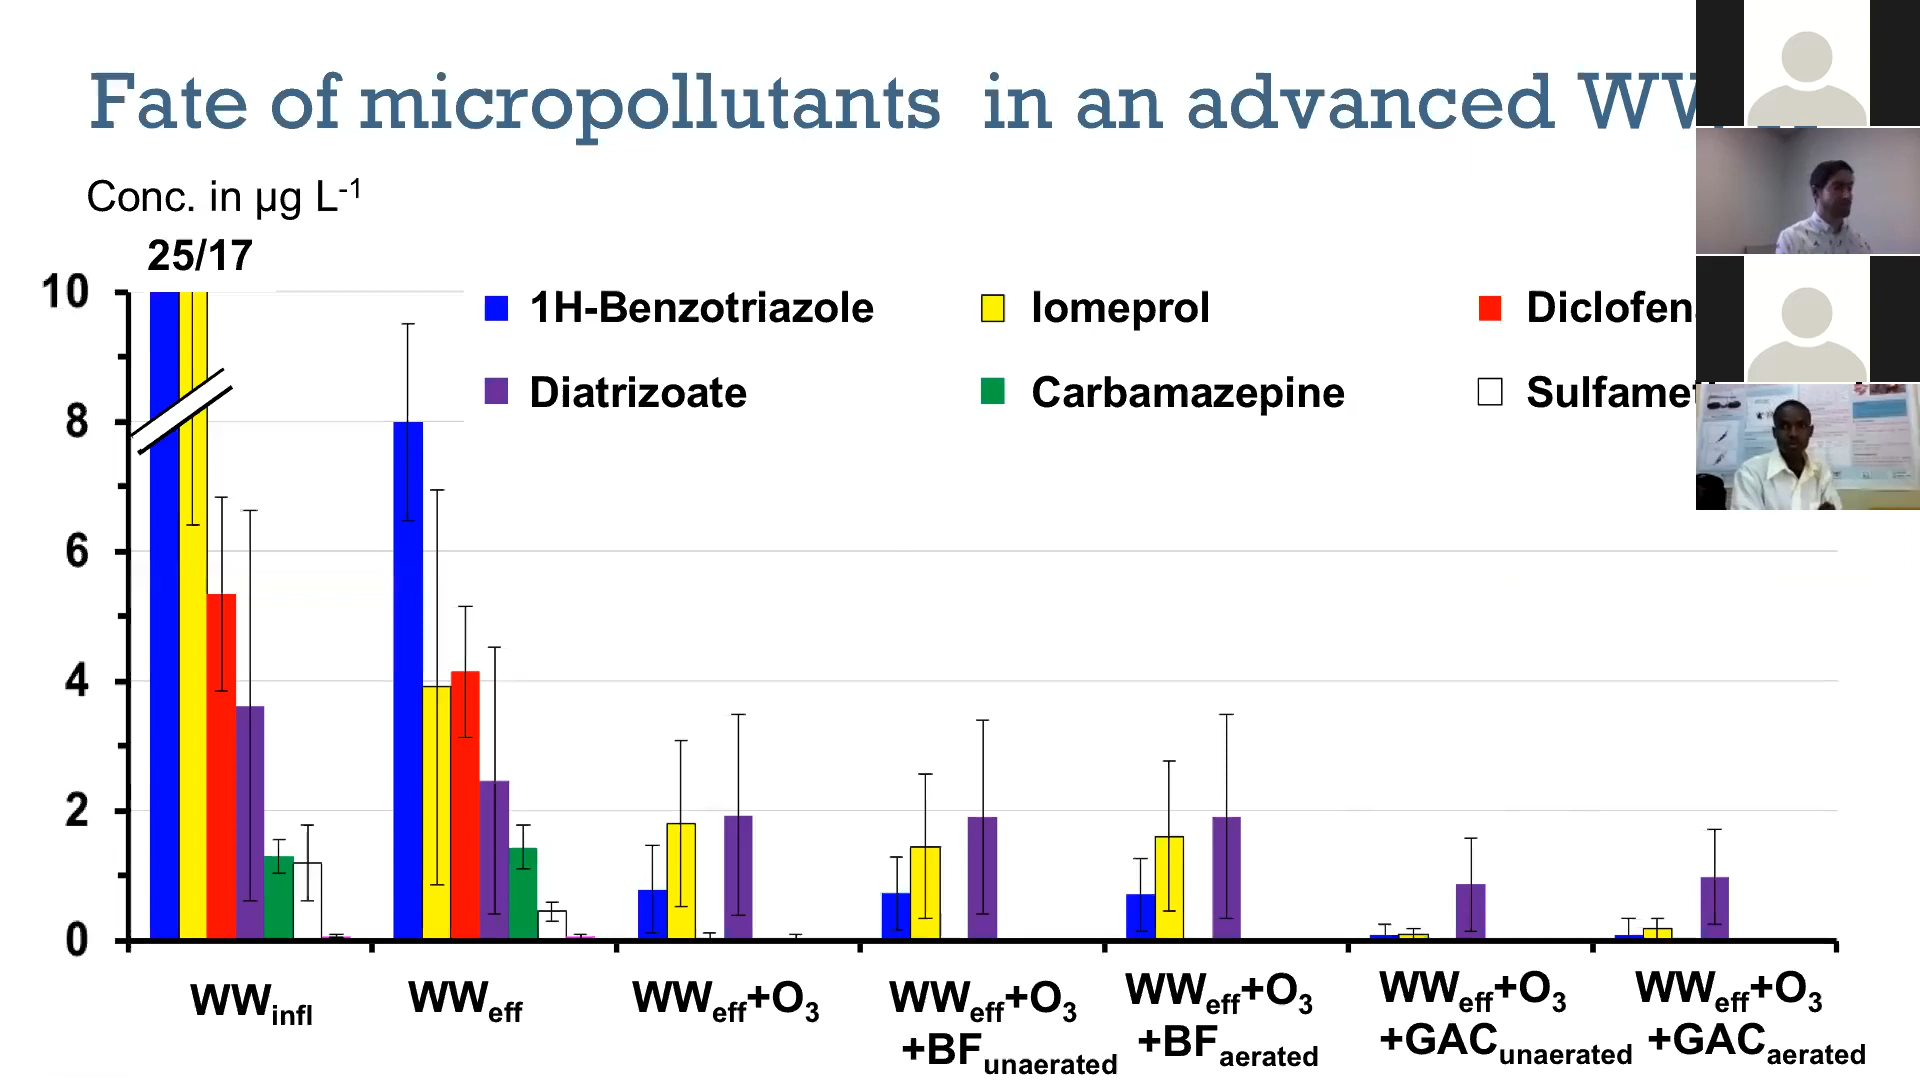 Fate of micropollutants in an advanced
Conc. in µg L-1
25/17
10
8
6
4
2
0
1H-Benzotriazole
Iomeprol
Diclofen
Diatrizoate
Carbamazepine
Sulfame
WWinfl
WWeff
WWeff+O3
WWeff+O3
+BFunaerated
WWeff+O3
+BFaerated
WWeff+O3
+GACunaerated
WWeff+O3
+GACaerated